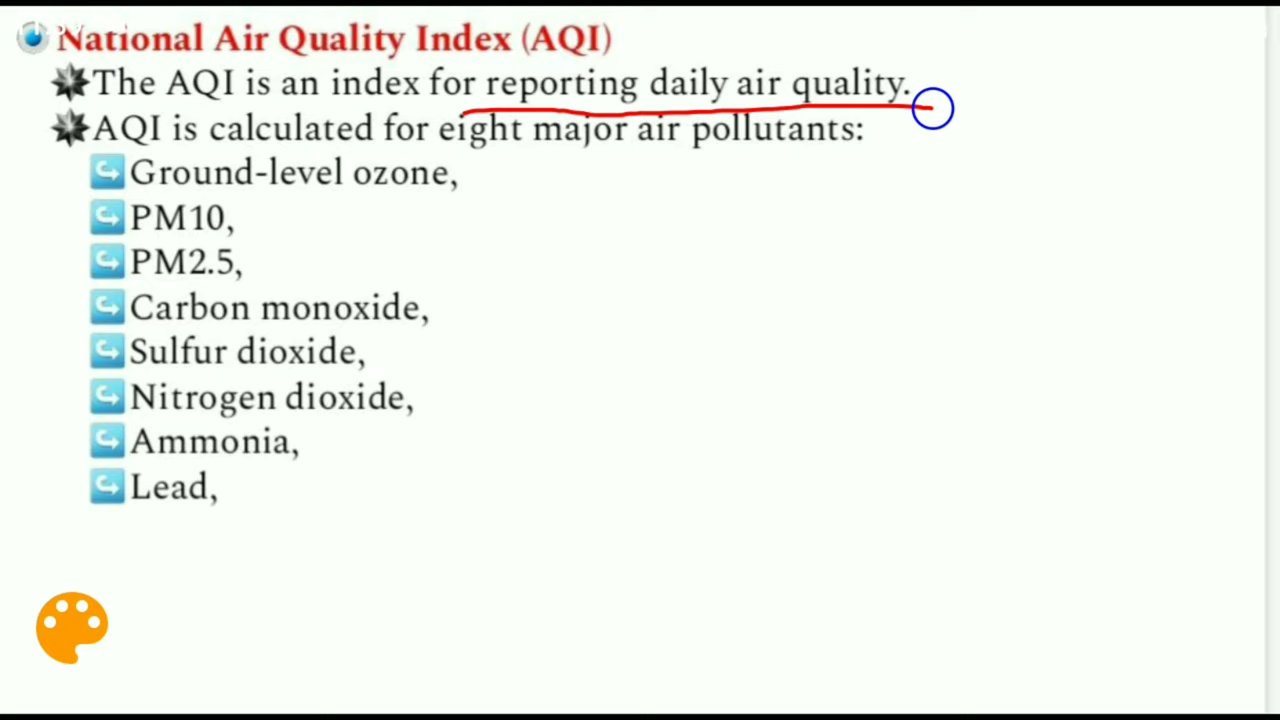 National Air Quality Index (AQI)
The AQI is an index for reporting daily air quality.
AQI is calculated for eight major air pollutants:
Ground-level ozone,
PM10,
PM2.5,
Carbon monoxide,
Sulfur dioxide,
Nitrogen dioxide,
Ammonia,
Lead,